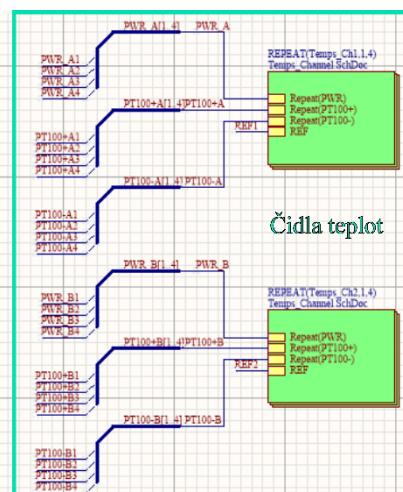 PWR_A[1..4] PWR_A
PWR_A1
PWR_A2
PWR_A3
PWR_A4
REPEAT(Temps_Ch1,1,4)
Temps_Channel.SchDoc
PT100+A[1..4] PT100+A
PT100+A1
PT100+A2
PT100+A3
PT100+A4
REF1
Repeat(PWR)
Repeat(PT100+)
Repeat(PT100-)
REF
PT100-A[1..4] PT100-A
PT100-A1
PT100-A2
PT100-A3
PT100-A4
Čidla teplot
PWR_B[1..4] PWR_B
PWR_B1
PWR_B2
PWR_B3
PWR_B4
REPEAT(Temps_Ch2,1,4)
Temps_Channel.SchDoc
PT100+B[1..4] PT100+B
PT100+B1
PT100+B2
PT100+B3
PT100+B4
REF2
Repeat(PWR)
Repeat(PT100+)
Repeat(PT100-)
REF
PT100-B[1..4] PT100-B
PT100-B1
PT100-B2
PT100-B3
PT100-B4